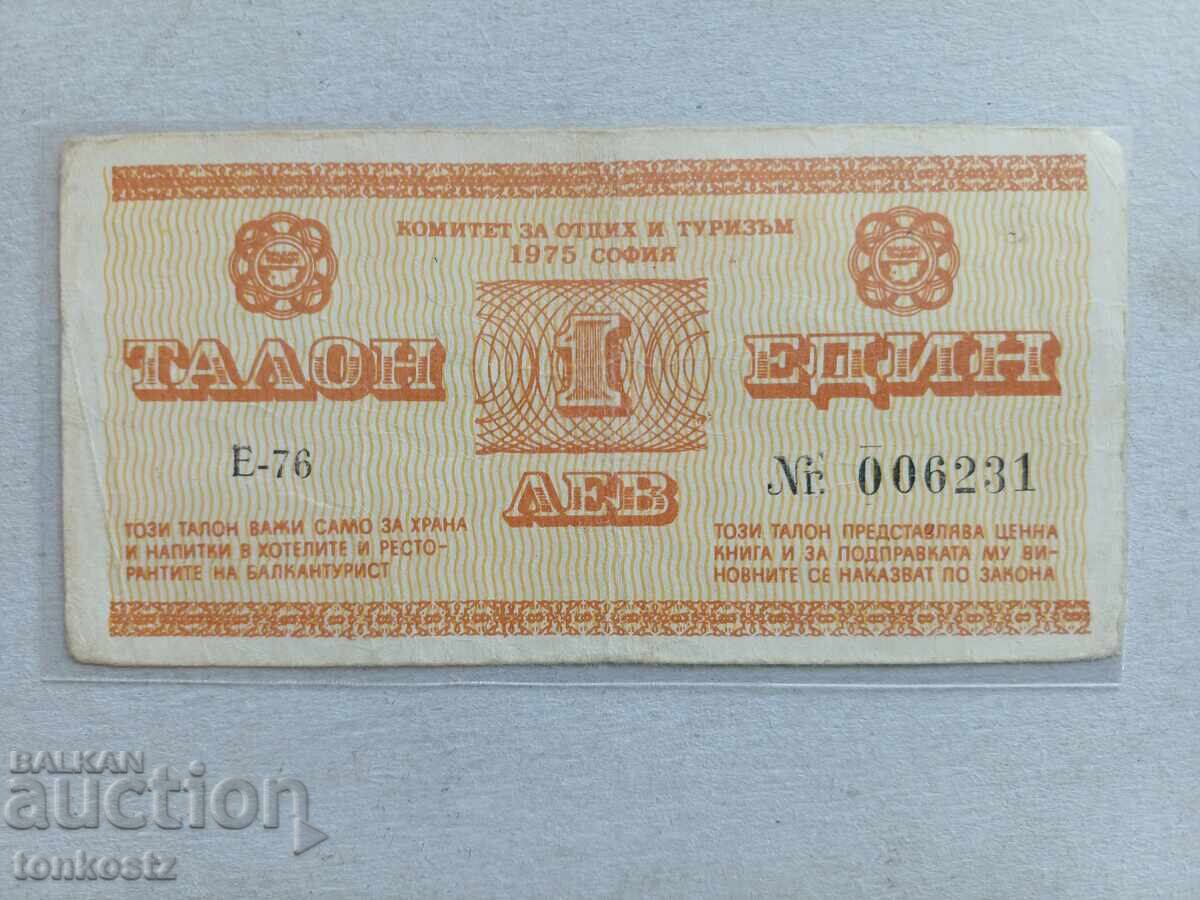 КОМИТЕТ ЗА ОТДИХ И ТУРИЗЪМ
1975 СОФИЯ
ТАЛОН 1 ЕДИН
ЛЕВ
Е-76
Nr. 006231
ТОЗИ ТАЛОН ВАЖИ САМО ЗА ХРАНА
И НАПИТКИ В ХОТЕЛИТЕ И РЕСТО-
РАНТИТЕ НА БАЛКАНТУРИСТ
ТОЗИ ТАЛОН ПРЕДСТАВЛЯВА ЦЕННА
КНИГА И ЗА ПОДПРАВКАТА МУ ВИ-
НОВНИТЕ СЕ НАКАЗВАТ ПО ЗАКОНА
BALKAN
auction
tonkostz